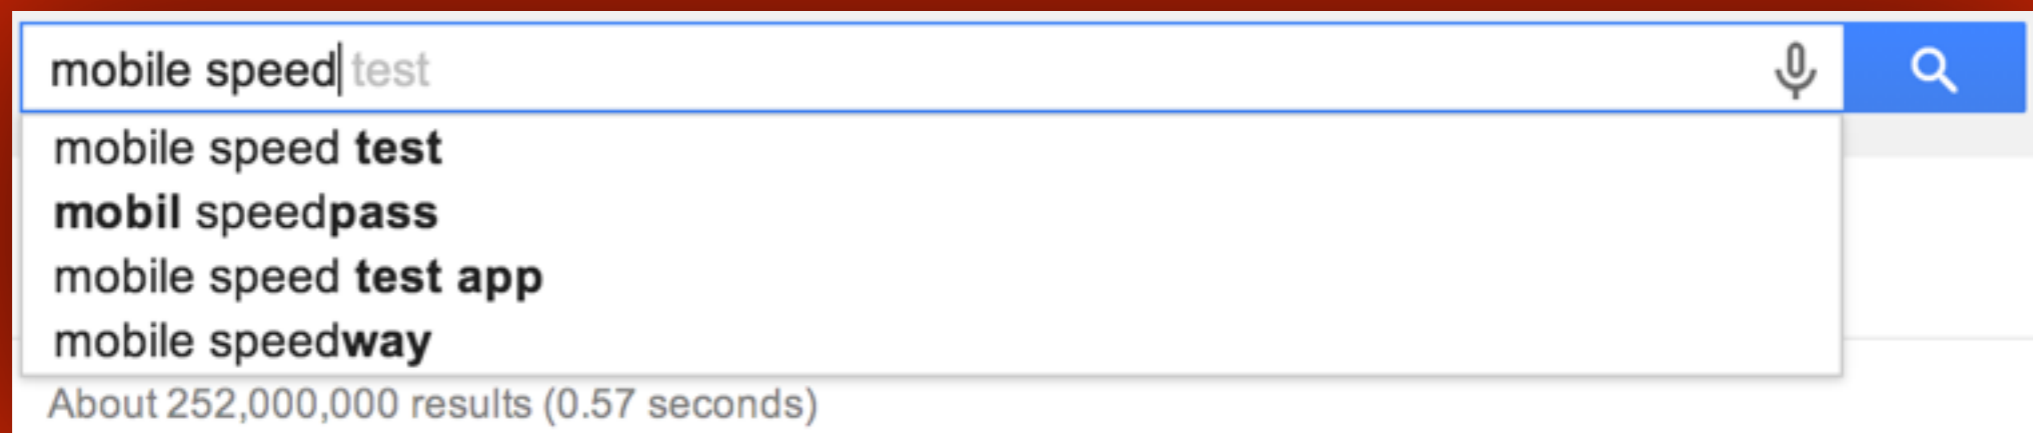 mobile speed test
mobile speed test
mobil speedpass
mobile speed test app
mobile speedway
About 252,000,000 results (0.57 seconds)